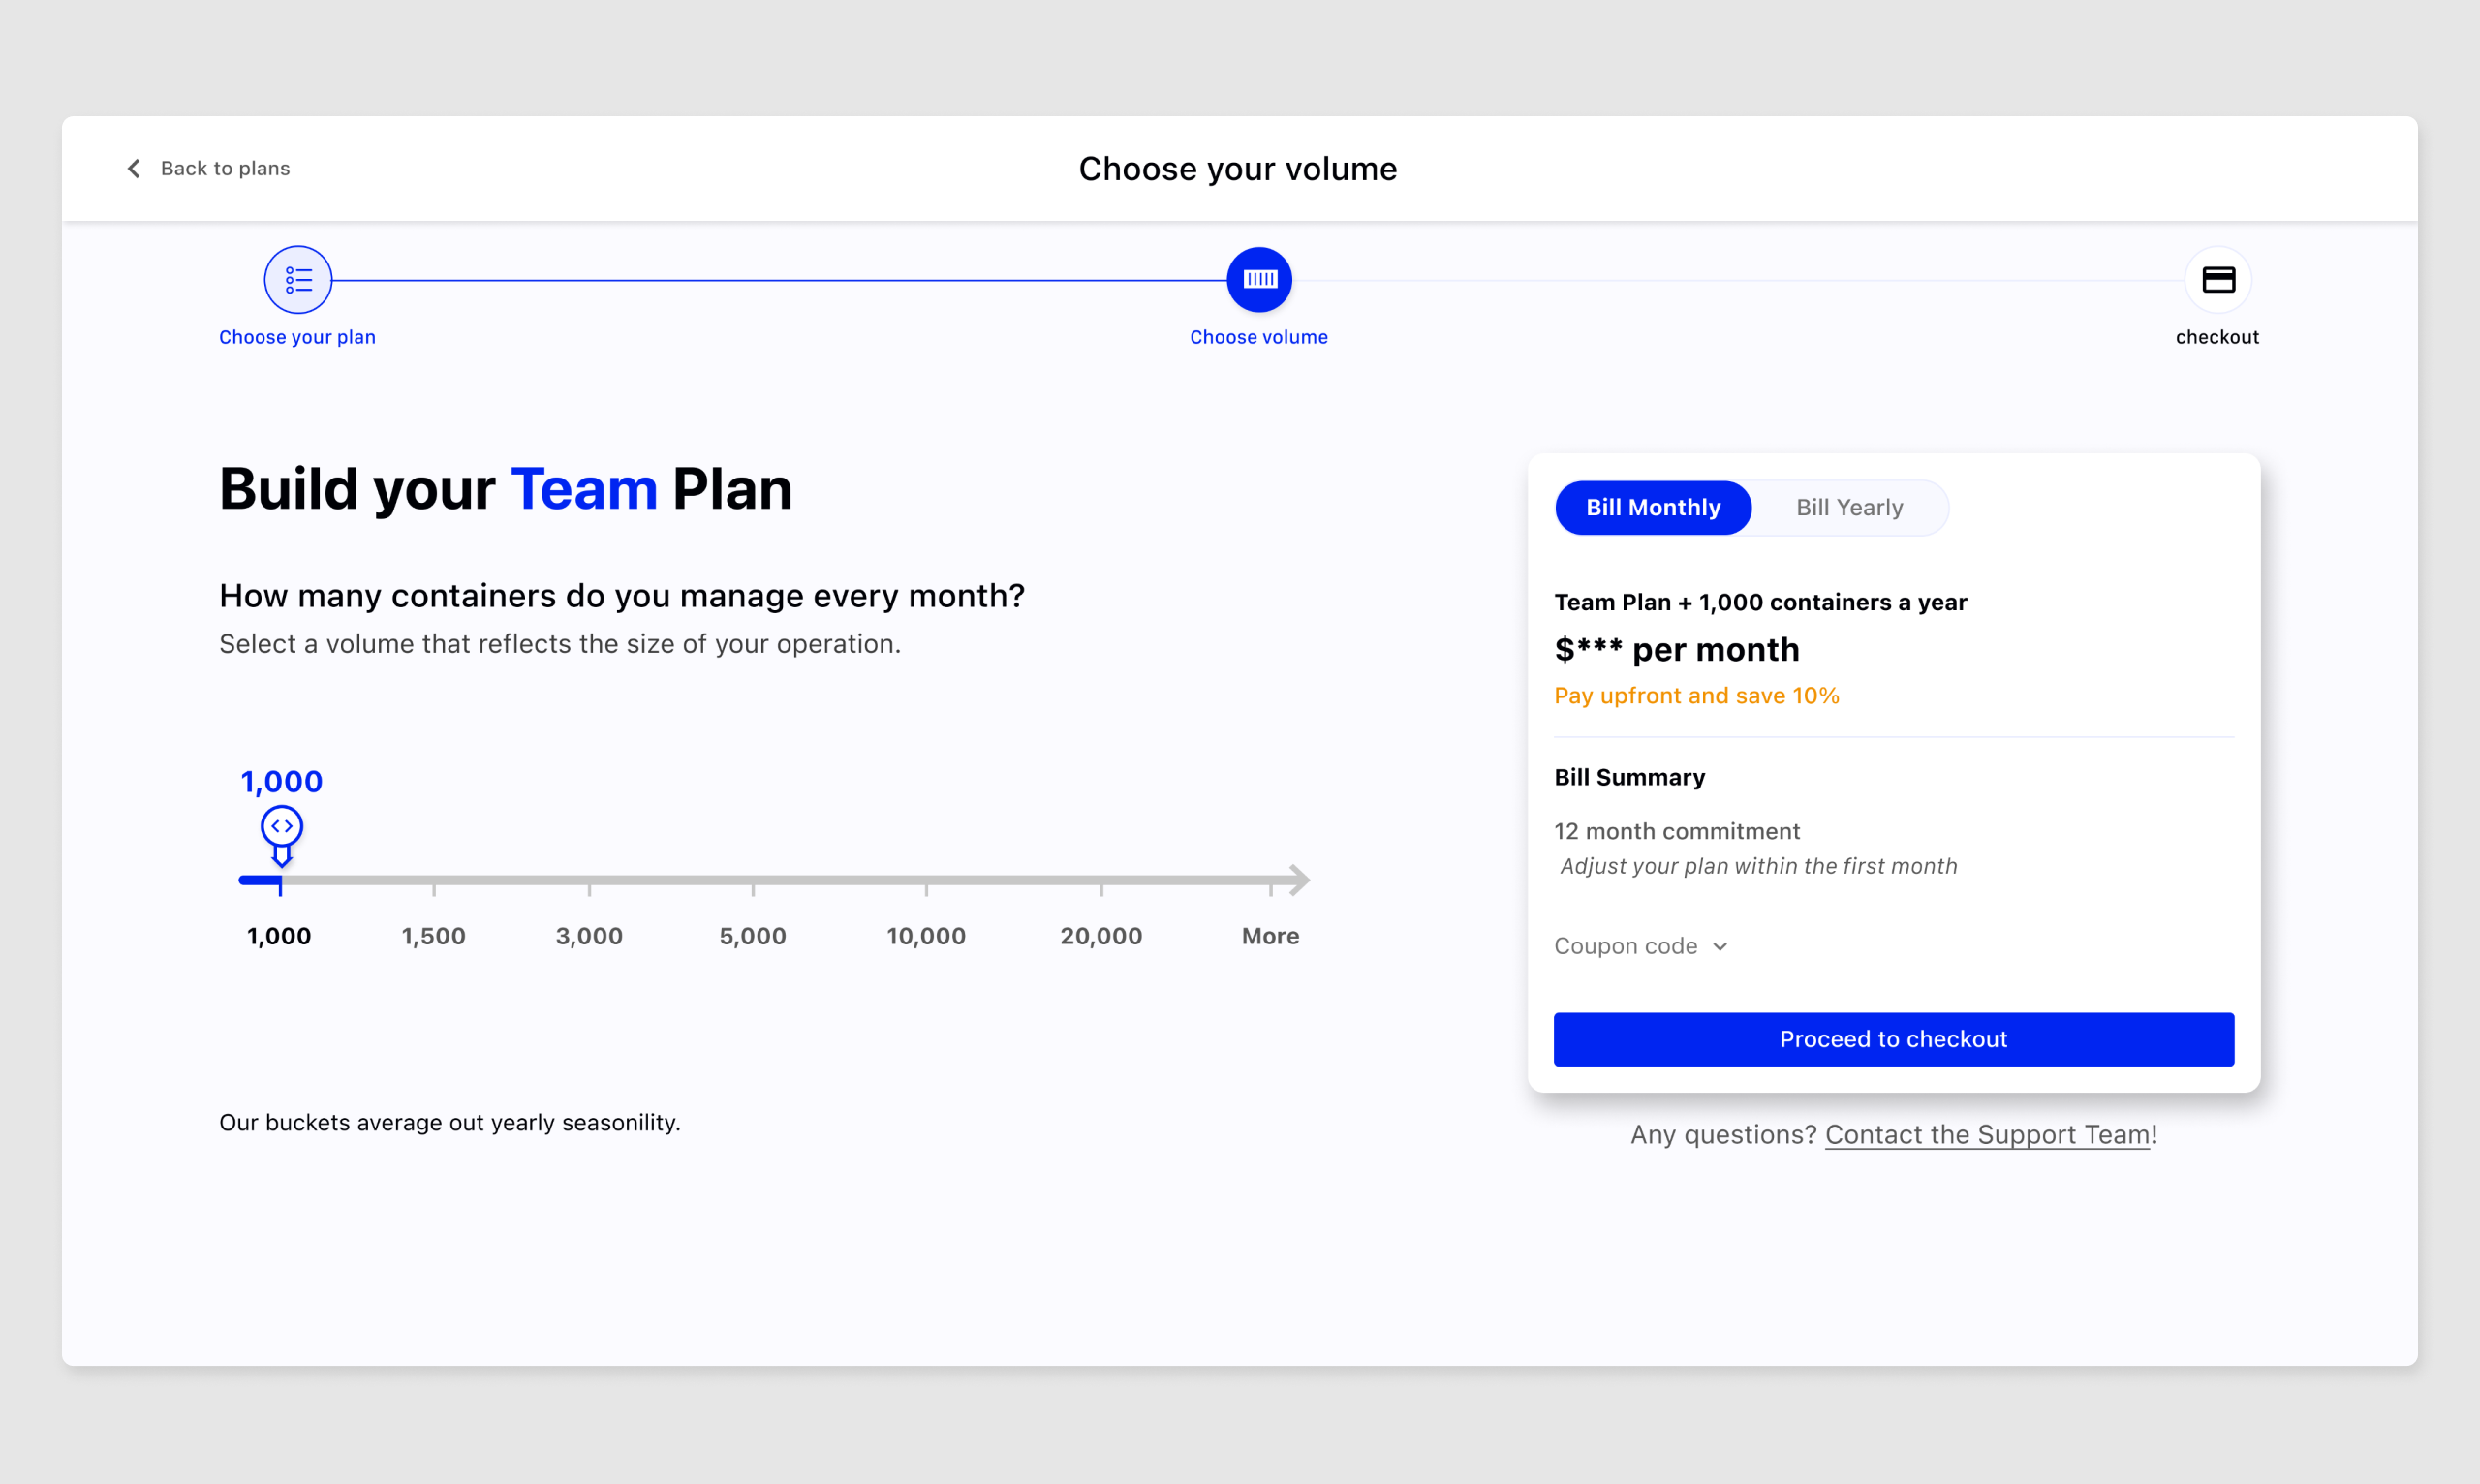 Back to plans
Choose your volume
Choose your plan
Choose volume
checkout
Build your Team Plan
How many containers do you manage every month?
Select a volume that reflects the size of your operation.
1,000
1,000
1,500
3,000
5,000
10,000
20,000
More
Our buckets average out yearly seasonility.
Bill Monthly
Bill Yearly
Team Plan + 1,000 containers a year
$*** per month
Pay upfront and save 10%
Bill Summary
12 month commitment
Adjust your plan within the first month
Coupon code
Proceed to checkout
Any questions? Contact the Support Team!